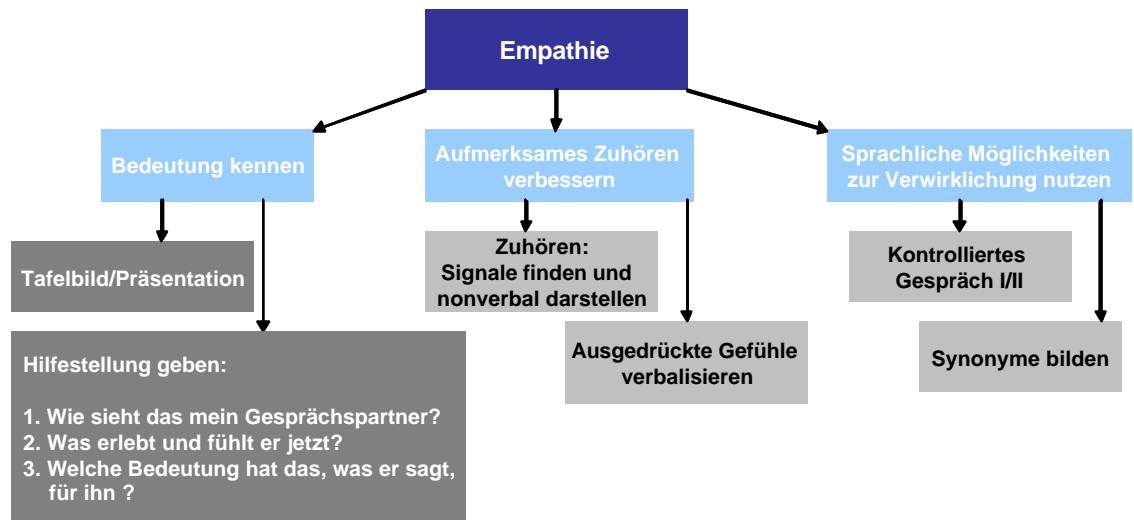 Empathie
Bedeutung kennen
Aufmerksames Zuhören
verbessern
Sprachliche Möglichkeiten
zur Verwirklichung nutzen
Tafelbild/Präsentation
Zuhören:
Signale finden und
nonverbal darstellen
Kontrolliertes
Gespräch I/II
Hilfestellung geben:
1. Wie sieht das mein Gesprächspartner?
2. Was erlebt und fühlt er jetzt?
3. Welche Bedeutung hat das, was er sagt,
für ihn ?
Ausgedrückte Gefühle
verbalisieren
Synonyme bilden